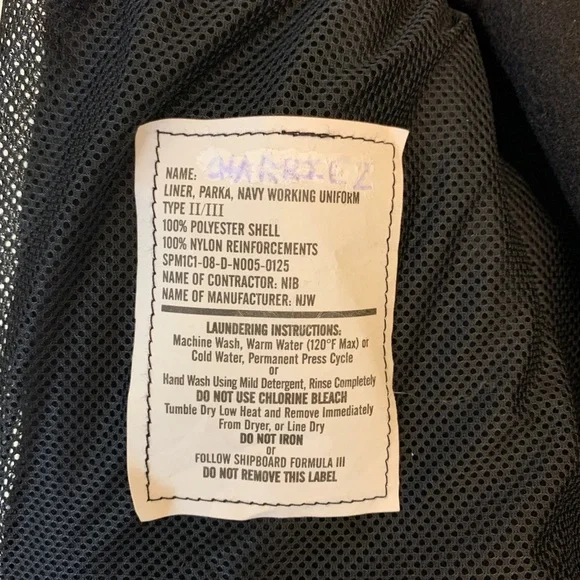 NAME:
LINER, PARKA, NAVY WORKING UNIFORM
TYPE II/III
100% POLYESTER SHELL
100% NYLON REINFORCEMENTS
SPM1C1-08-D-N005-0125
NAME OF CONTRACTOR: NIB
NAME OF MANUFACTURER: NJW
LAUNDERING INSTRUCTIONS:
Machine Wash, Warm Water (120°F Max) or
Cold Water, Permanent Press Cycle
or
Hand Wash Using Mild Detergent, Rinse Completely
DO NOT USE CHLORINE BLEACH
Tumble Dry Low Heat and Remove Immediately
From Dryer, or Line Dry
DO NOT IRON
or
FOLLOW SHIPBOARD FORMULA III
DO NOT REMOVE THIS LABEL